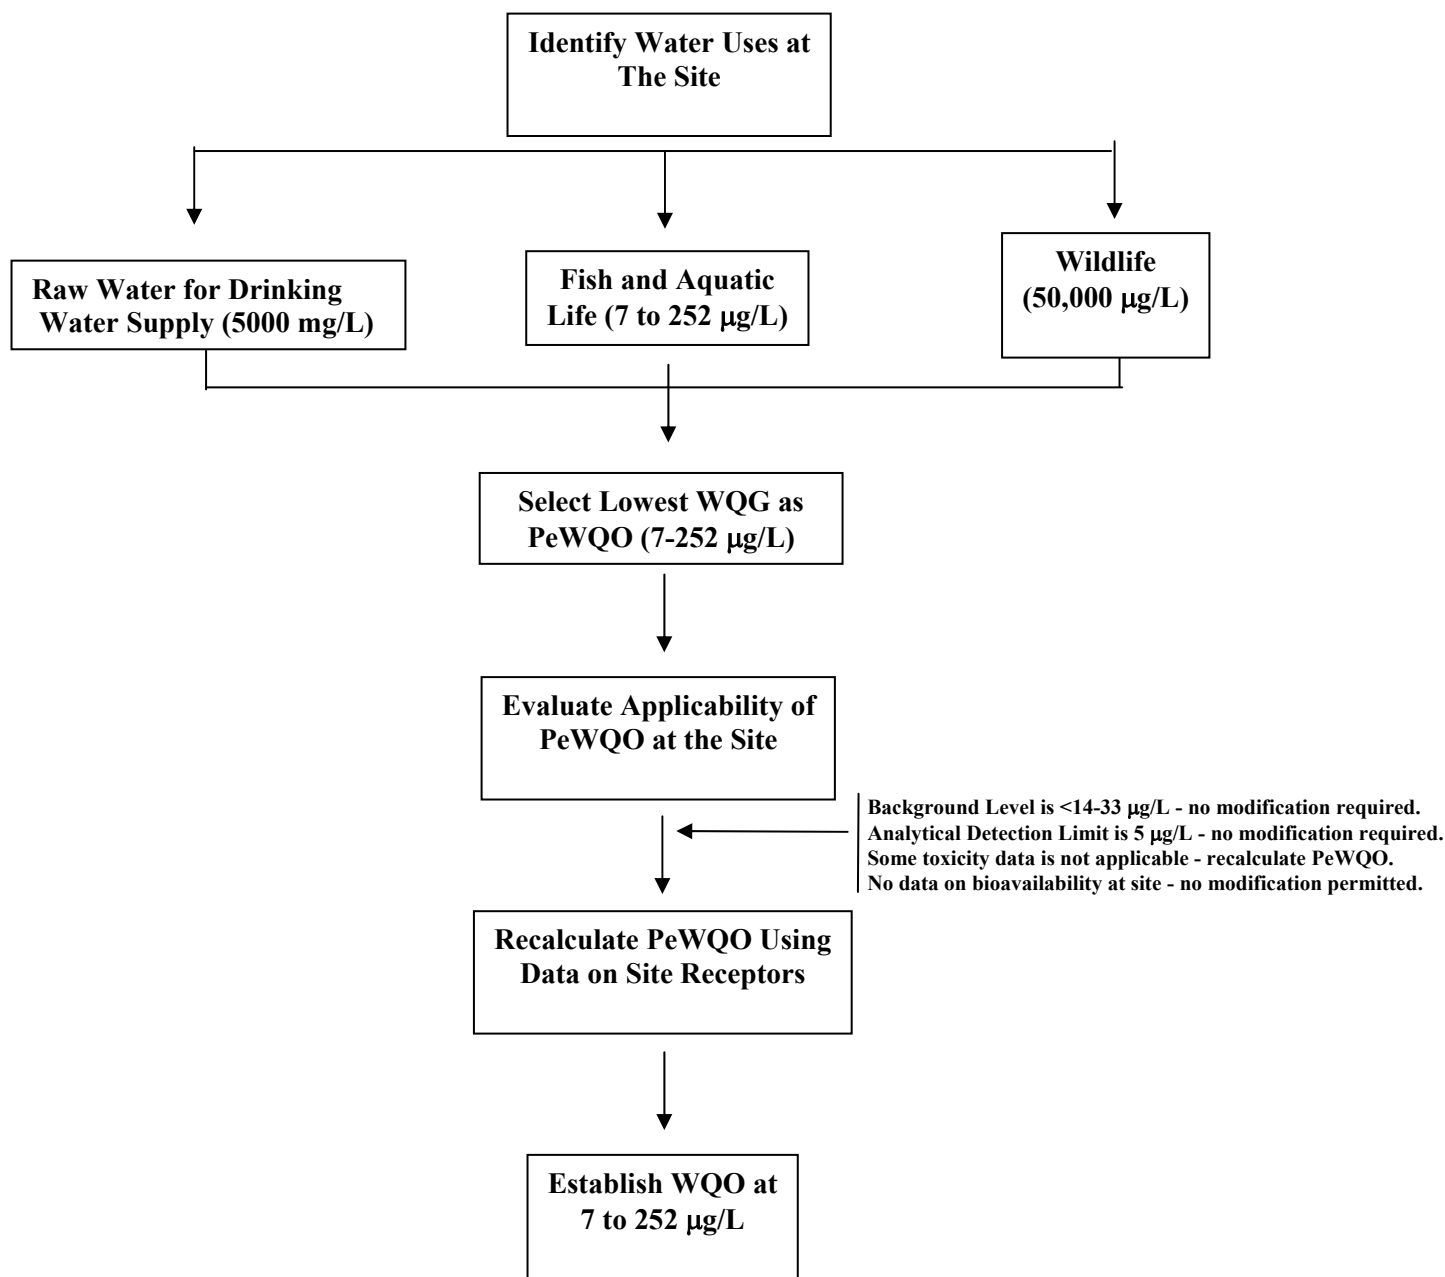 Identify Water Uses at
The Site
Raw Water for Drinking
Water Supply (5000 mg/L)
Fish and Aquatic
Life (7 to 252 µg/L)
Wildlife
(50,000 µg/L)
Select Lowest WQG as
PeWQO (7-252 µg/L)
Evaluate Applicability of
PeWQO at the Site
Background Level is <14-33 µg/L - no modification required.
Analytical Detection Limit is 5 µg/L - no modification required.
Some toxicity data is not applicable - recalculate PeWQO.
No data on bioavailability at site - no modification permitted.
Recalculate PeWQO Using
Data on Site Receptors
Establish WQO at
7 to 252 µg/L